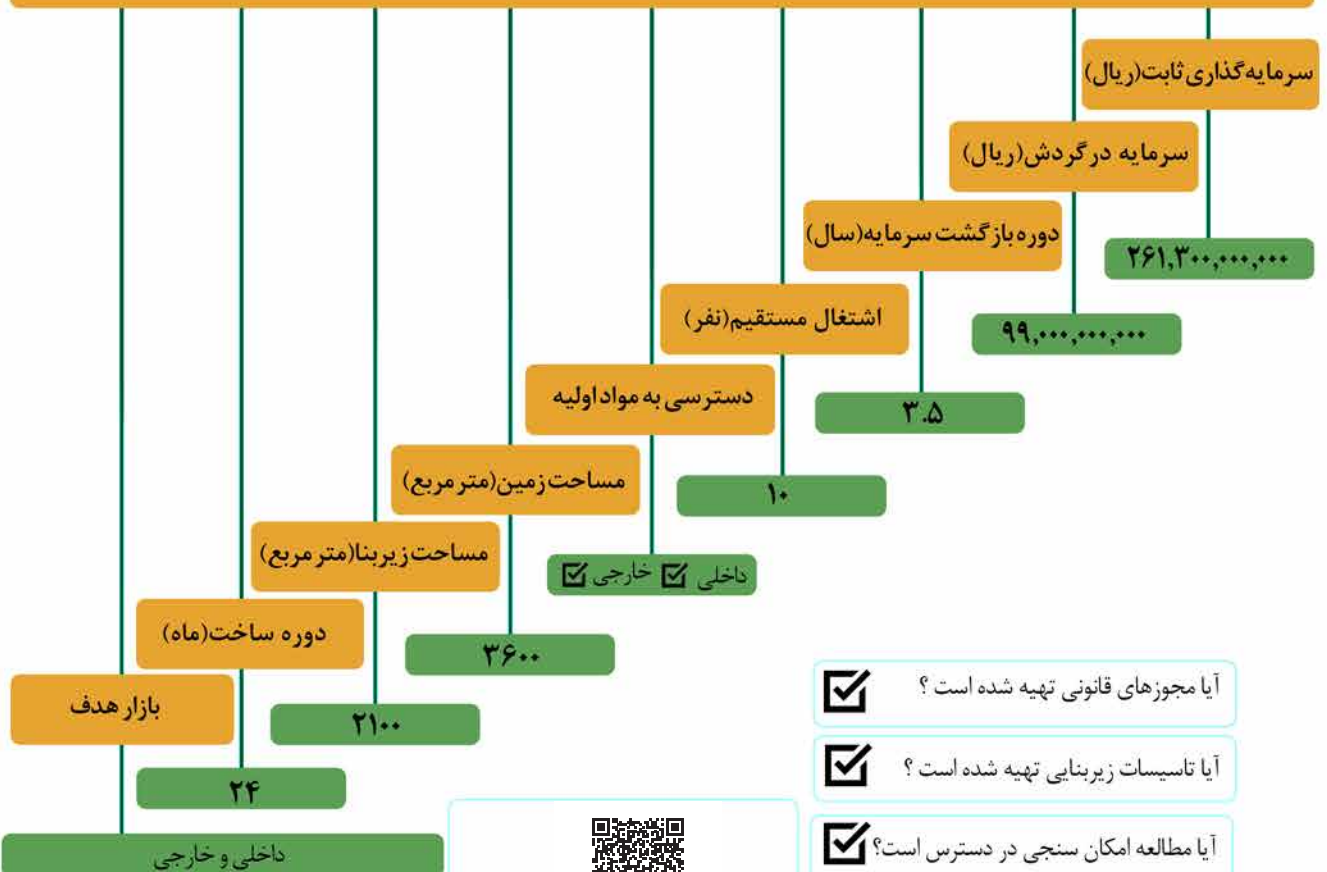 سرمایه‌گذاری ثابت(ریال)
۲۶۱,۳۰۰,۰۰۰,۰۰۰
سرمایه در گردش(ریال)
۹۹,۰۰۰,۰۰۰,۰۰۰
دوره بازگشت سرمایه(سال)
۳.۵
اشتغال مستقیم(نفر)
۱۰
دسترسی به مواد اولیه
داخلی ☑ خارجی ☑
مساحت زمین(متر مربع)
۳۶۰۰
مساحت زیربنا(متر مربع)
۲۱۰۰
دوره ساخت(ماه)
۲۴
بازار هدف
داخلی و خارجی
آیا مجوزهای قانونی تهیه شده است ؟ ☑
آیا تاسیسات زیربنایی تهیه شده است ؟ ☑
آیا مطالعه امکان سنجی در دسترس است؟ ☑